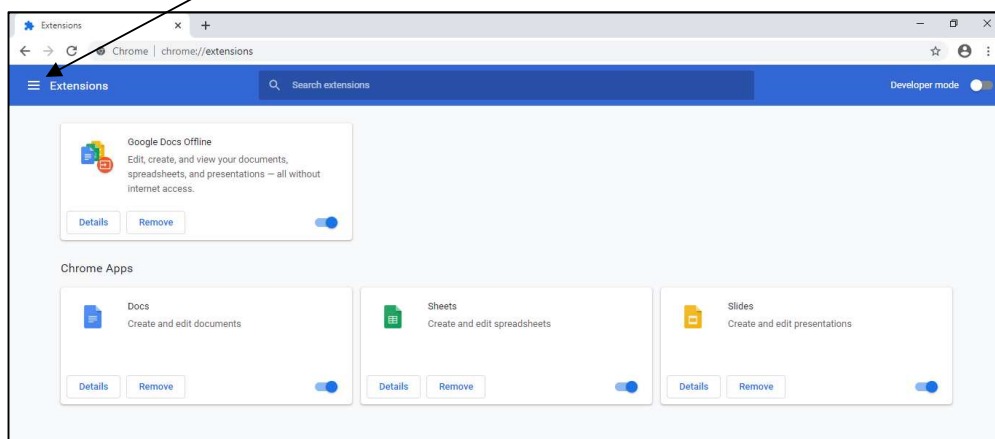 Extensions
Chrome | chrome://extensions
Extensions Search extensions Developer mode
Google Docs Offline
Edit, create, and view your documents,
spreadsheets, and presentations — all without
internet access.
Details Remove
Chrome Apps
Docs Sheets Slides
Create and edit documents Create and edit spreadsheets Create and edit presentations
Details Remove Details Remove Details Remove